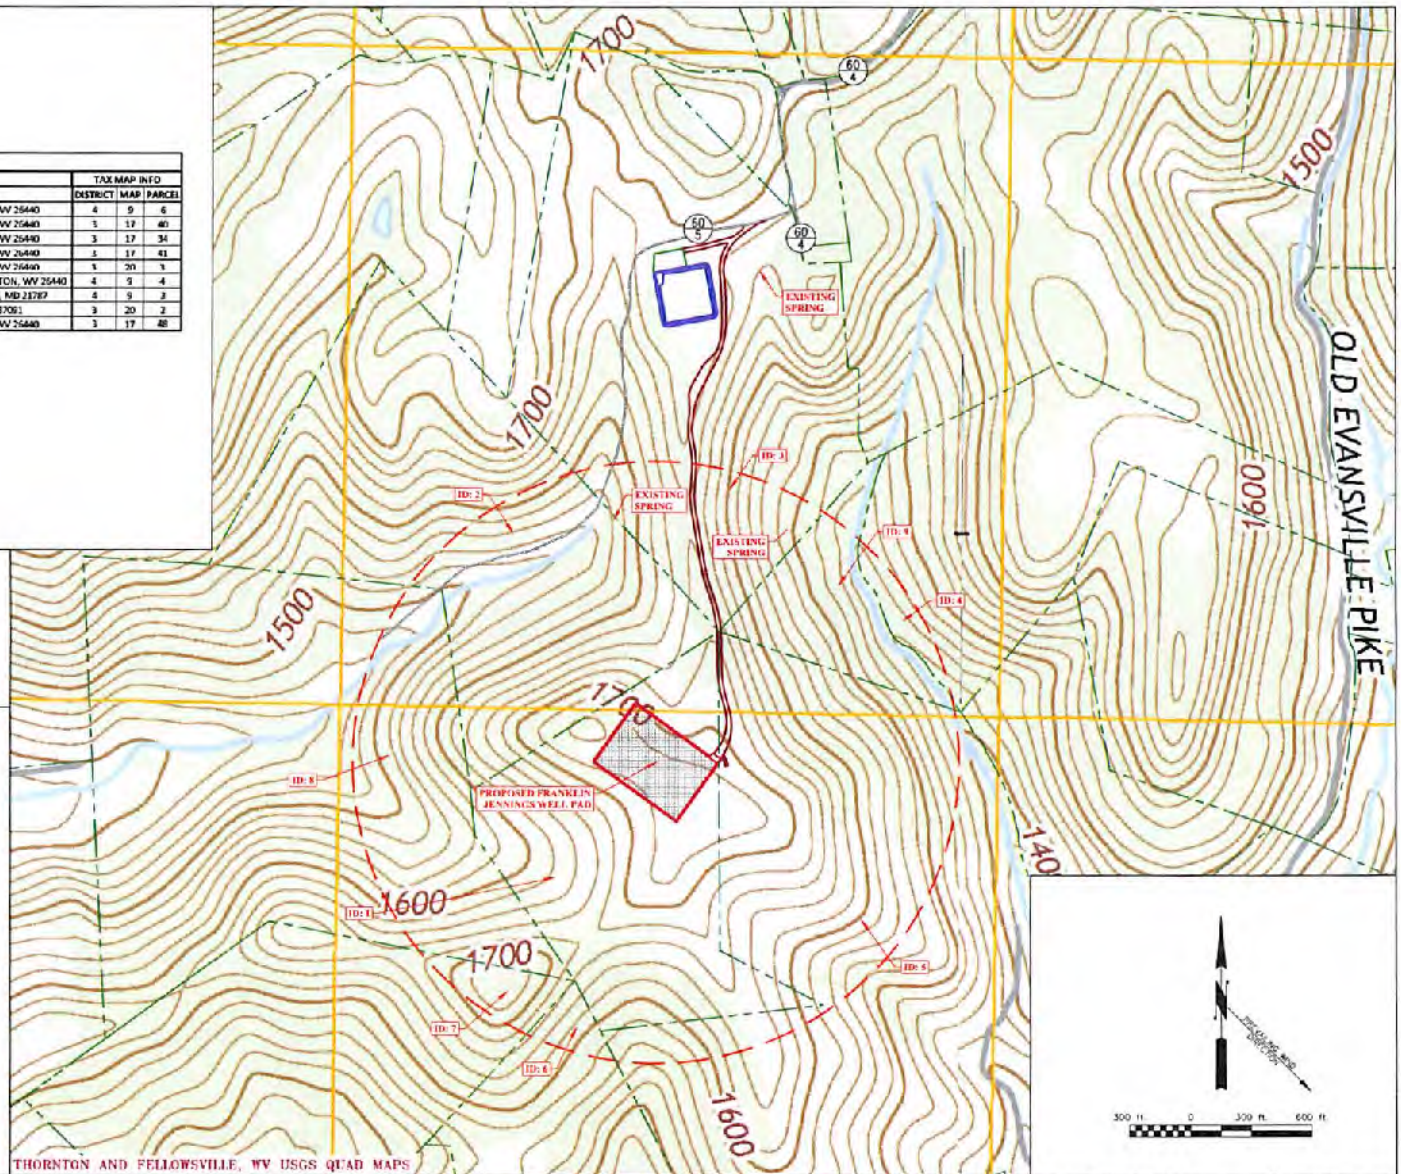 TAX MAP INFO
DISTRICT MAP PARCEL
WV 26440 4 9 6
WV 26440 3 17 40
WV 26440 3 17 34
WV 26440 3 17 41
WV 26440 3 20 3
TON, WV 26440 4 9 4
, MD 21787 4 9 3
37091 3 20 2
WV 26440 3 17 48
1700
60
4
1500
60
5
60
4
EXISTING
SPRING
1700
OLD EVANSVILLE PIKE
ID: 3
ID: 2
EXISTING
SPRING
1600
EXISTING
SPRING
ID: 9
ID: 4
1500
1700
ID: 8
PROPOSED FRANKLIN
JENNINGS WELL PAD
140
ID: 1
1600
1700
ID: 5
ID: 7
ID: 6
1600
PREVAILING WIND
DIRECTION
300 ft. 0 300 ft. 600 ft.
THORNTON AND FELLOWSVILLE, WV USGS QUAD MAPS